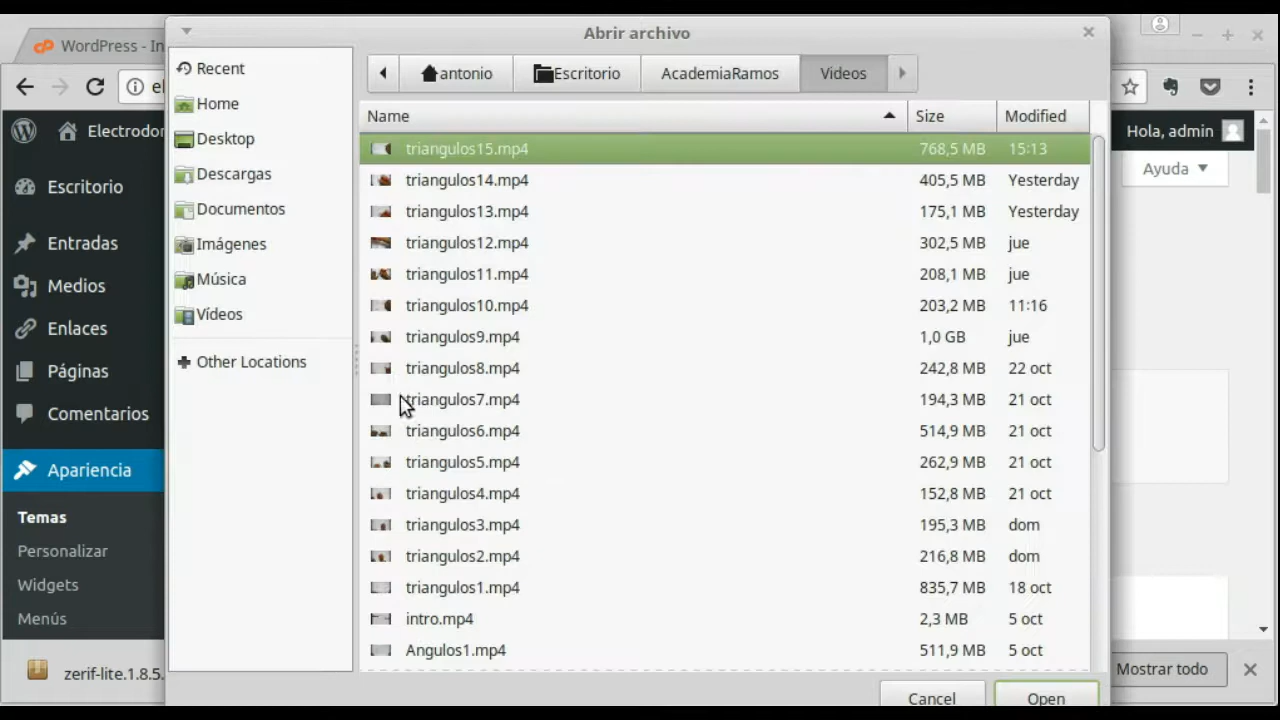 Abrir archivo
WordPress - In
Recent
Home
Desktop
Descargas
Documentos
Imágenes
Música
Vídeos
Other Locations
antonio
Escritorio
AcademiaRamos
Videos
Name Size Modified
triangulos15.mp4 768,5 MB 15:13
triangulos14.mp4 405,5 MB Yesterday
triangulos13.mp4 175,1 MB Yesterday
triangulos12.mp4 302,5 MB jue
triangulos11.mp4 208,1 MB jue
triangulos10.mp4 203,2 MB 11:16
triangulos9.mp4 1,0 GB jue
triangulos8.mp4 242,8 MB 22 oct
triangulos7.mp4 194,3 MB 21 oct
triangulos6.mp4 514,9 MB 21 oct
triangulos5.mp4 262,9 MB 21 oct
triangulos4.mp4 152,8 MB 21 oct
triangulos3.mp4 195,3 MB dom
triangulos2.mp4 216,8 MB dom
triangulos1.mp4 835,7 MB 18 oct
intro.mp4 2,3 MB 5 oct
Angulos1.mp4 511,9 MB 5 oct
Cancel
Open
el
Electrodor
Hola, admin
Ayuda
Escritorio
Entradas
Medios
Enlaces
Páginas
Comentarios
Apariencia
Temas
Personalizar
Widgets
Menús
zerif-lite.1.8.5.
Mostrar todo